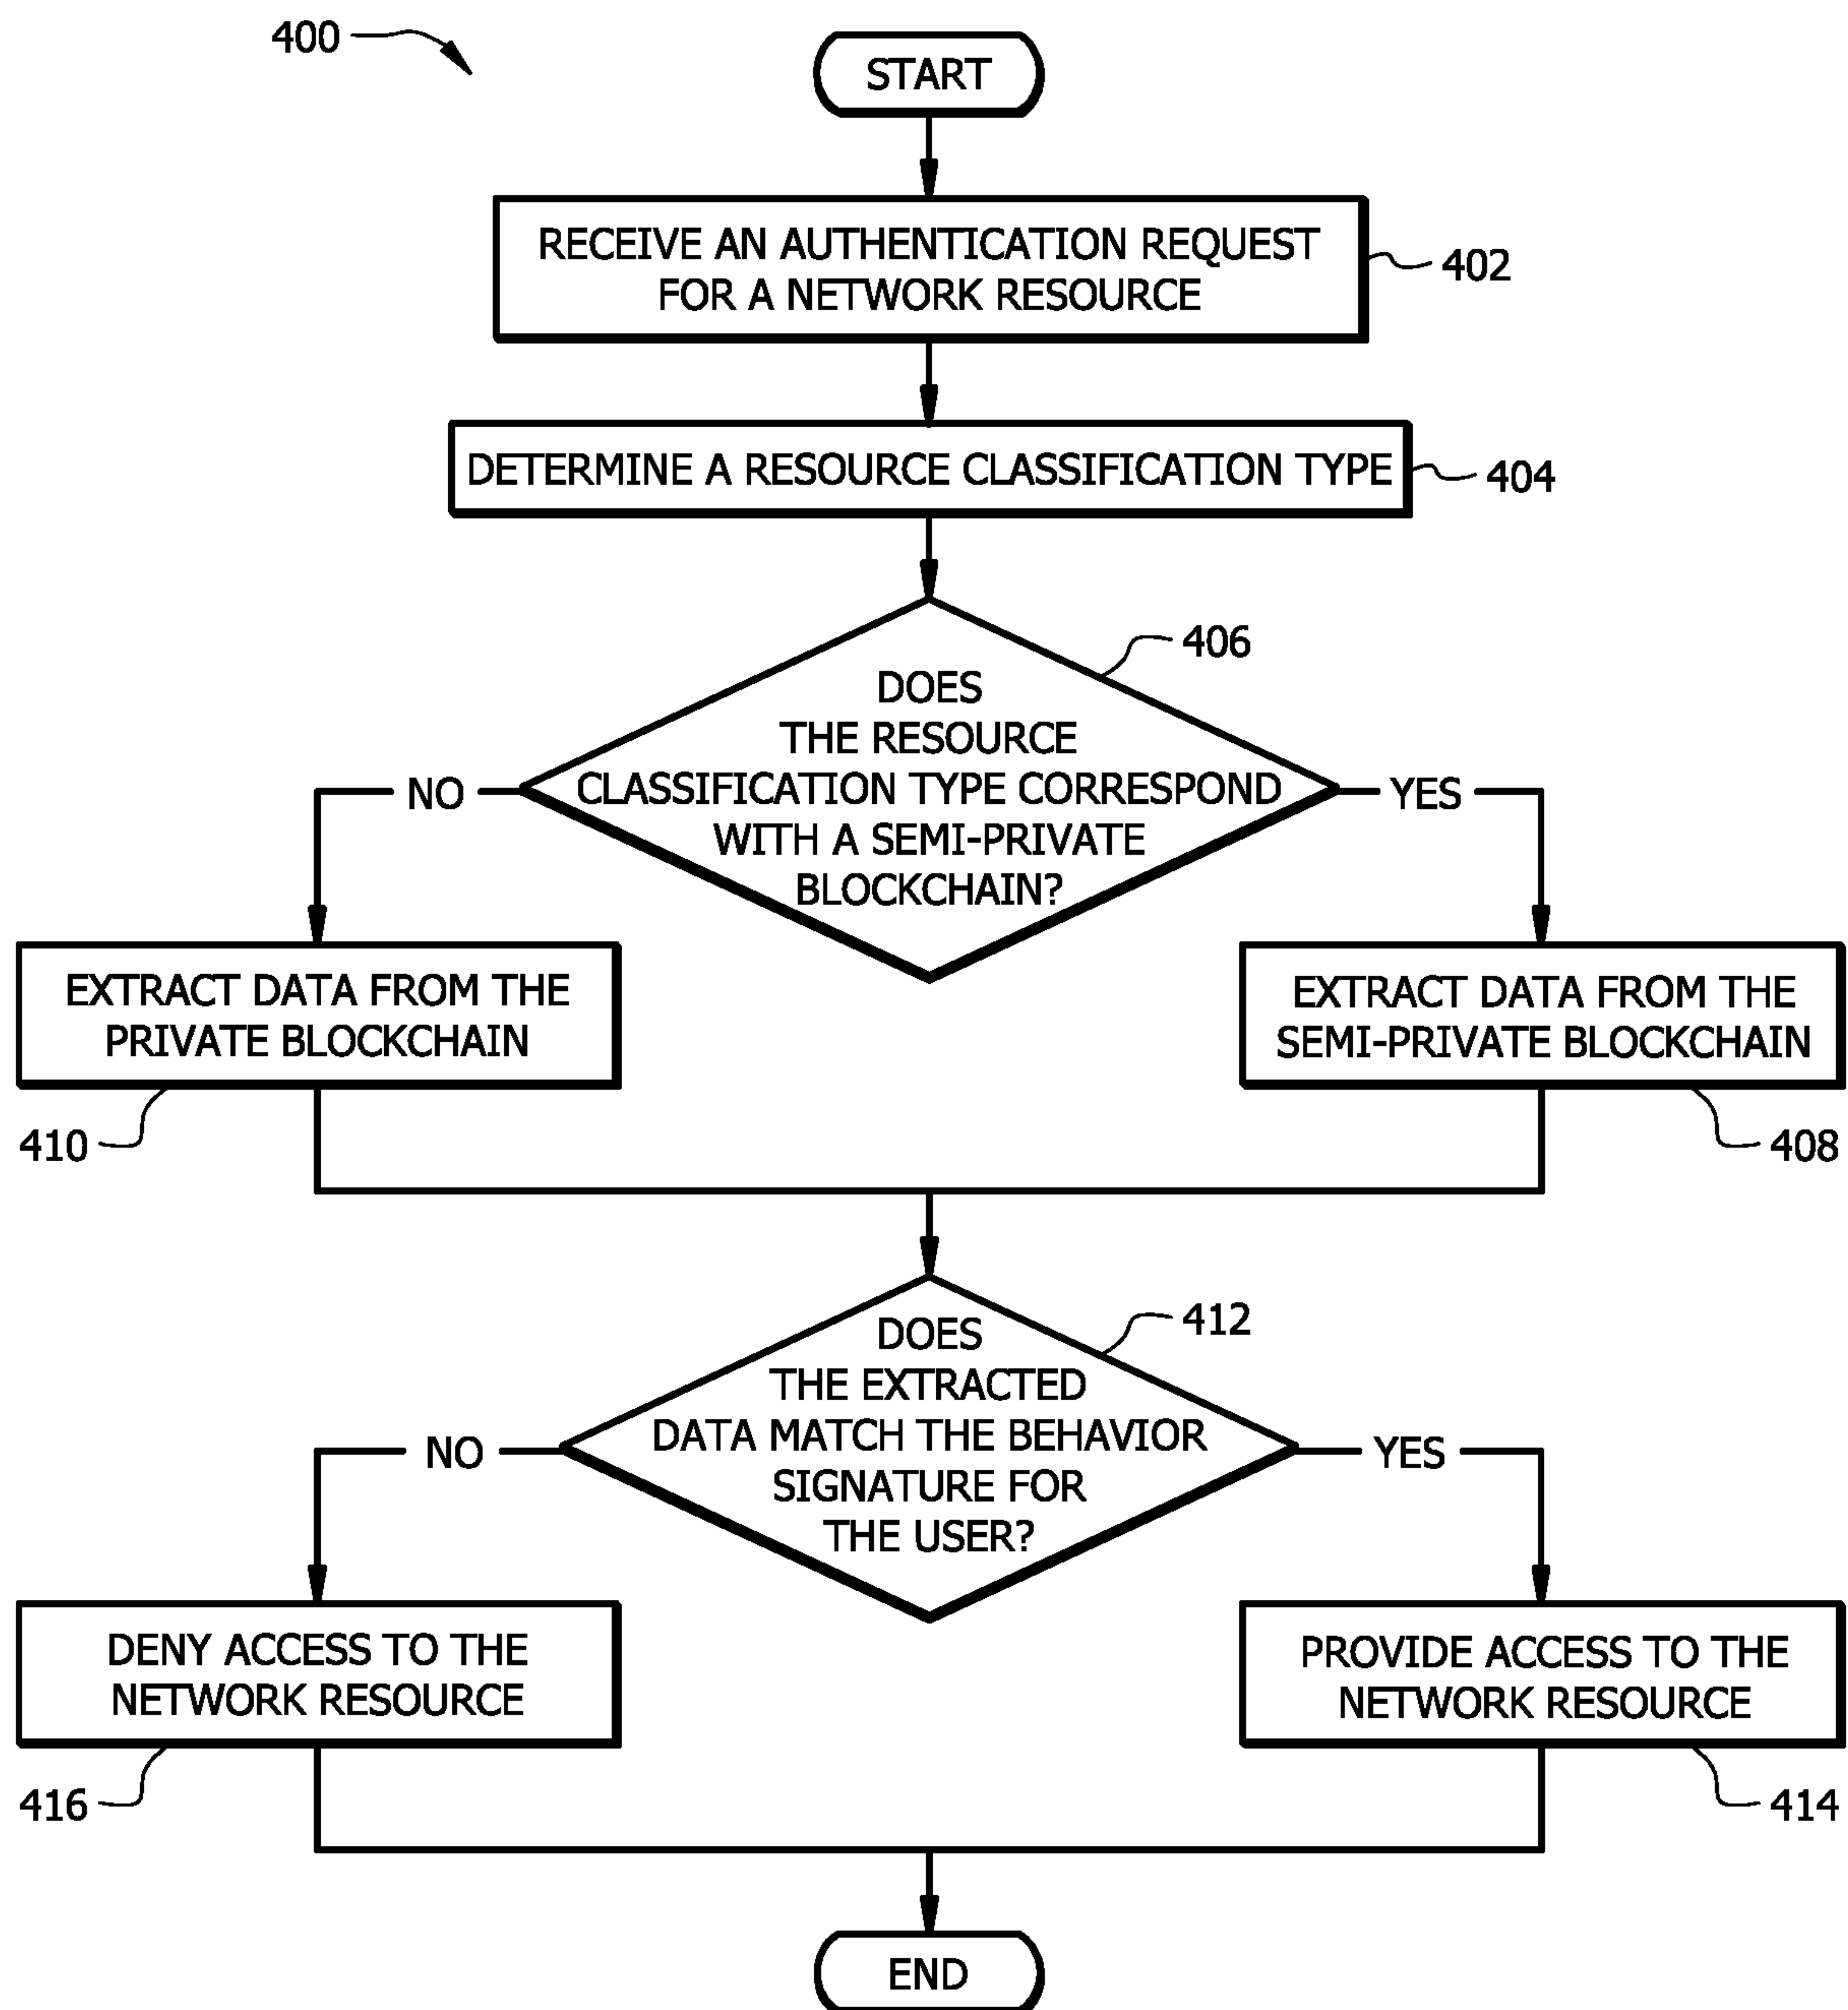 400
START
RECEIVE AN AUTHENTICATION REQUEST
FOR A NETWORK RESOURCE
402
DETERMINE A RESOURCE CLASSIFICATION TYPE
404
406
DOES
THE RESOURCE
CLASSIFICATION TYPE CORRESPOND
WITH A SEMI-PRIVATE
BLOCKCHAIN?
NO
YES
EXTRACT DATA FROM THE
PRIVATE BLOCKCHAIN
410
EXTRACT DATA FROM THE
SEMI-PRIVATE BLOCKCHAIN
408
412
DOES
THE EXTRACTED
DATA MATCH THE BEHAVIOR
SIGNATURE FOR
THE USER?
NO
YES
DENY ACCESS TO THE
NETWORK RESOURCE
416
PROVIDE ACCESS TO THE
NETWORK RESOURCE
414
END